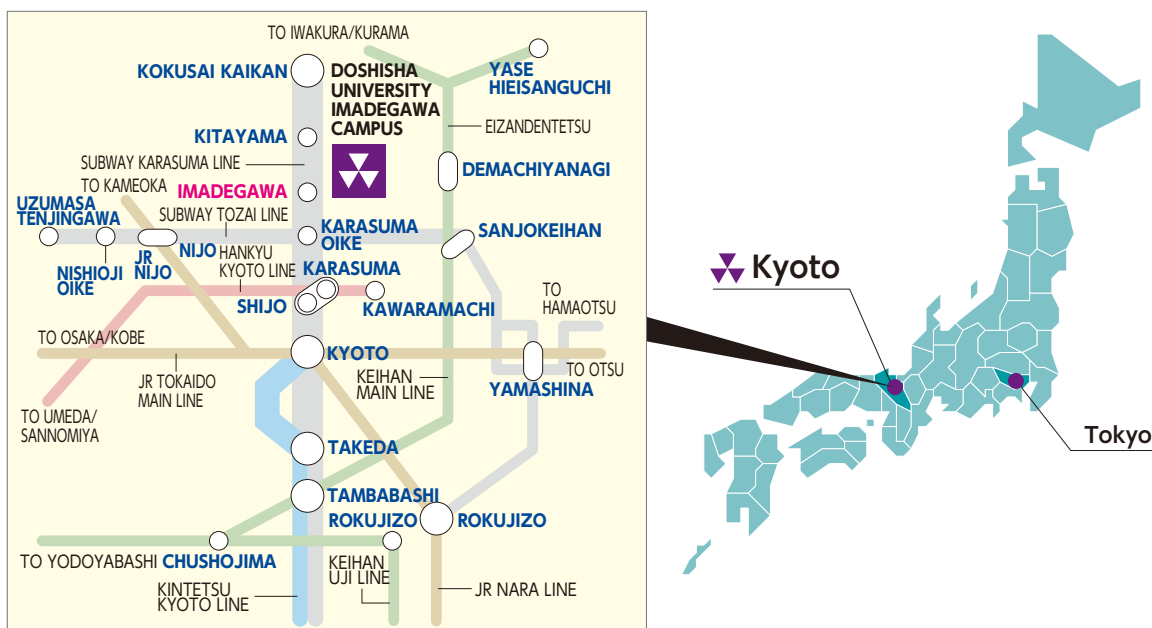 TO IWAKURA/KURAMA
KOKUSAI KAIKAN
DOSHISHA
UNIVERSITY
IMADEGAWA
CAMPUS
YASE
HIEISANGUCHI
EIZANDENTETSU
KITAYAMA
SUBWAY KARASUMA LINE
DEMACHIYANAGI
TO KAMEOKA
IMADEGAWA
UZUMASA
TENJINGAWA
SUBWAY TOZAI LINE
KARASUMA
OIKE
SANJOKEIHAN
NISHIOJI
OIKE
JR
NIJO
NIJO
HANKYU
KYOTO LINE
KARASUMA
SHIJO
KAWARAMACHI
TO
HAMAOTSU
TO OSAKA/KOBE
KYOTO
JR TOKAIDO
MAIN LINE
KEIHAN
MAIN LINE
TO OTSU
YAMASHINA
TO UMEDA/
SANNOMIYA
TAKEDA
TAMBABASHI
ROKUJIZO
ROKUJIZO
TO YODOYABASHI
CHUSHOJIMA
KEIHAN
UJI LINE
KINTETSU
KYOTO LINE
JR NARA LINE
Kyoto
Tokyo